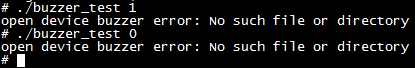 # ./buzzer_test 1
open device buzzer error: No such file or directory
# ./buzzer_test 0
open device buzzer error: No such file or directory
#